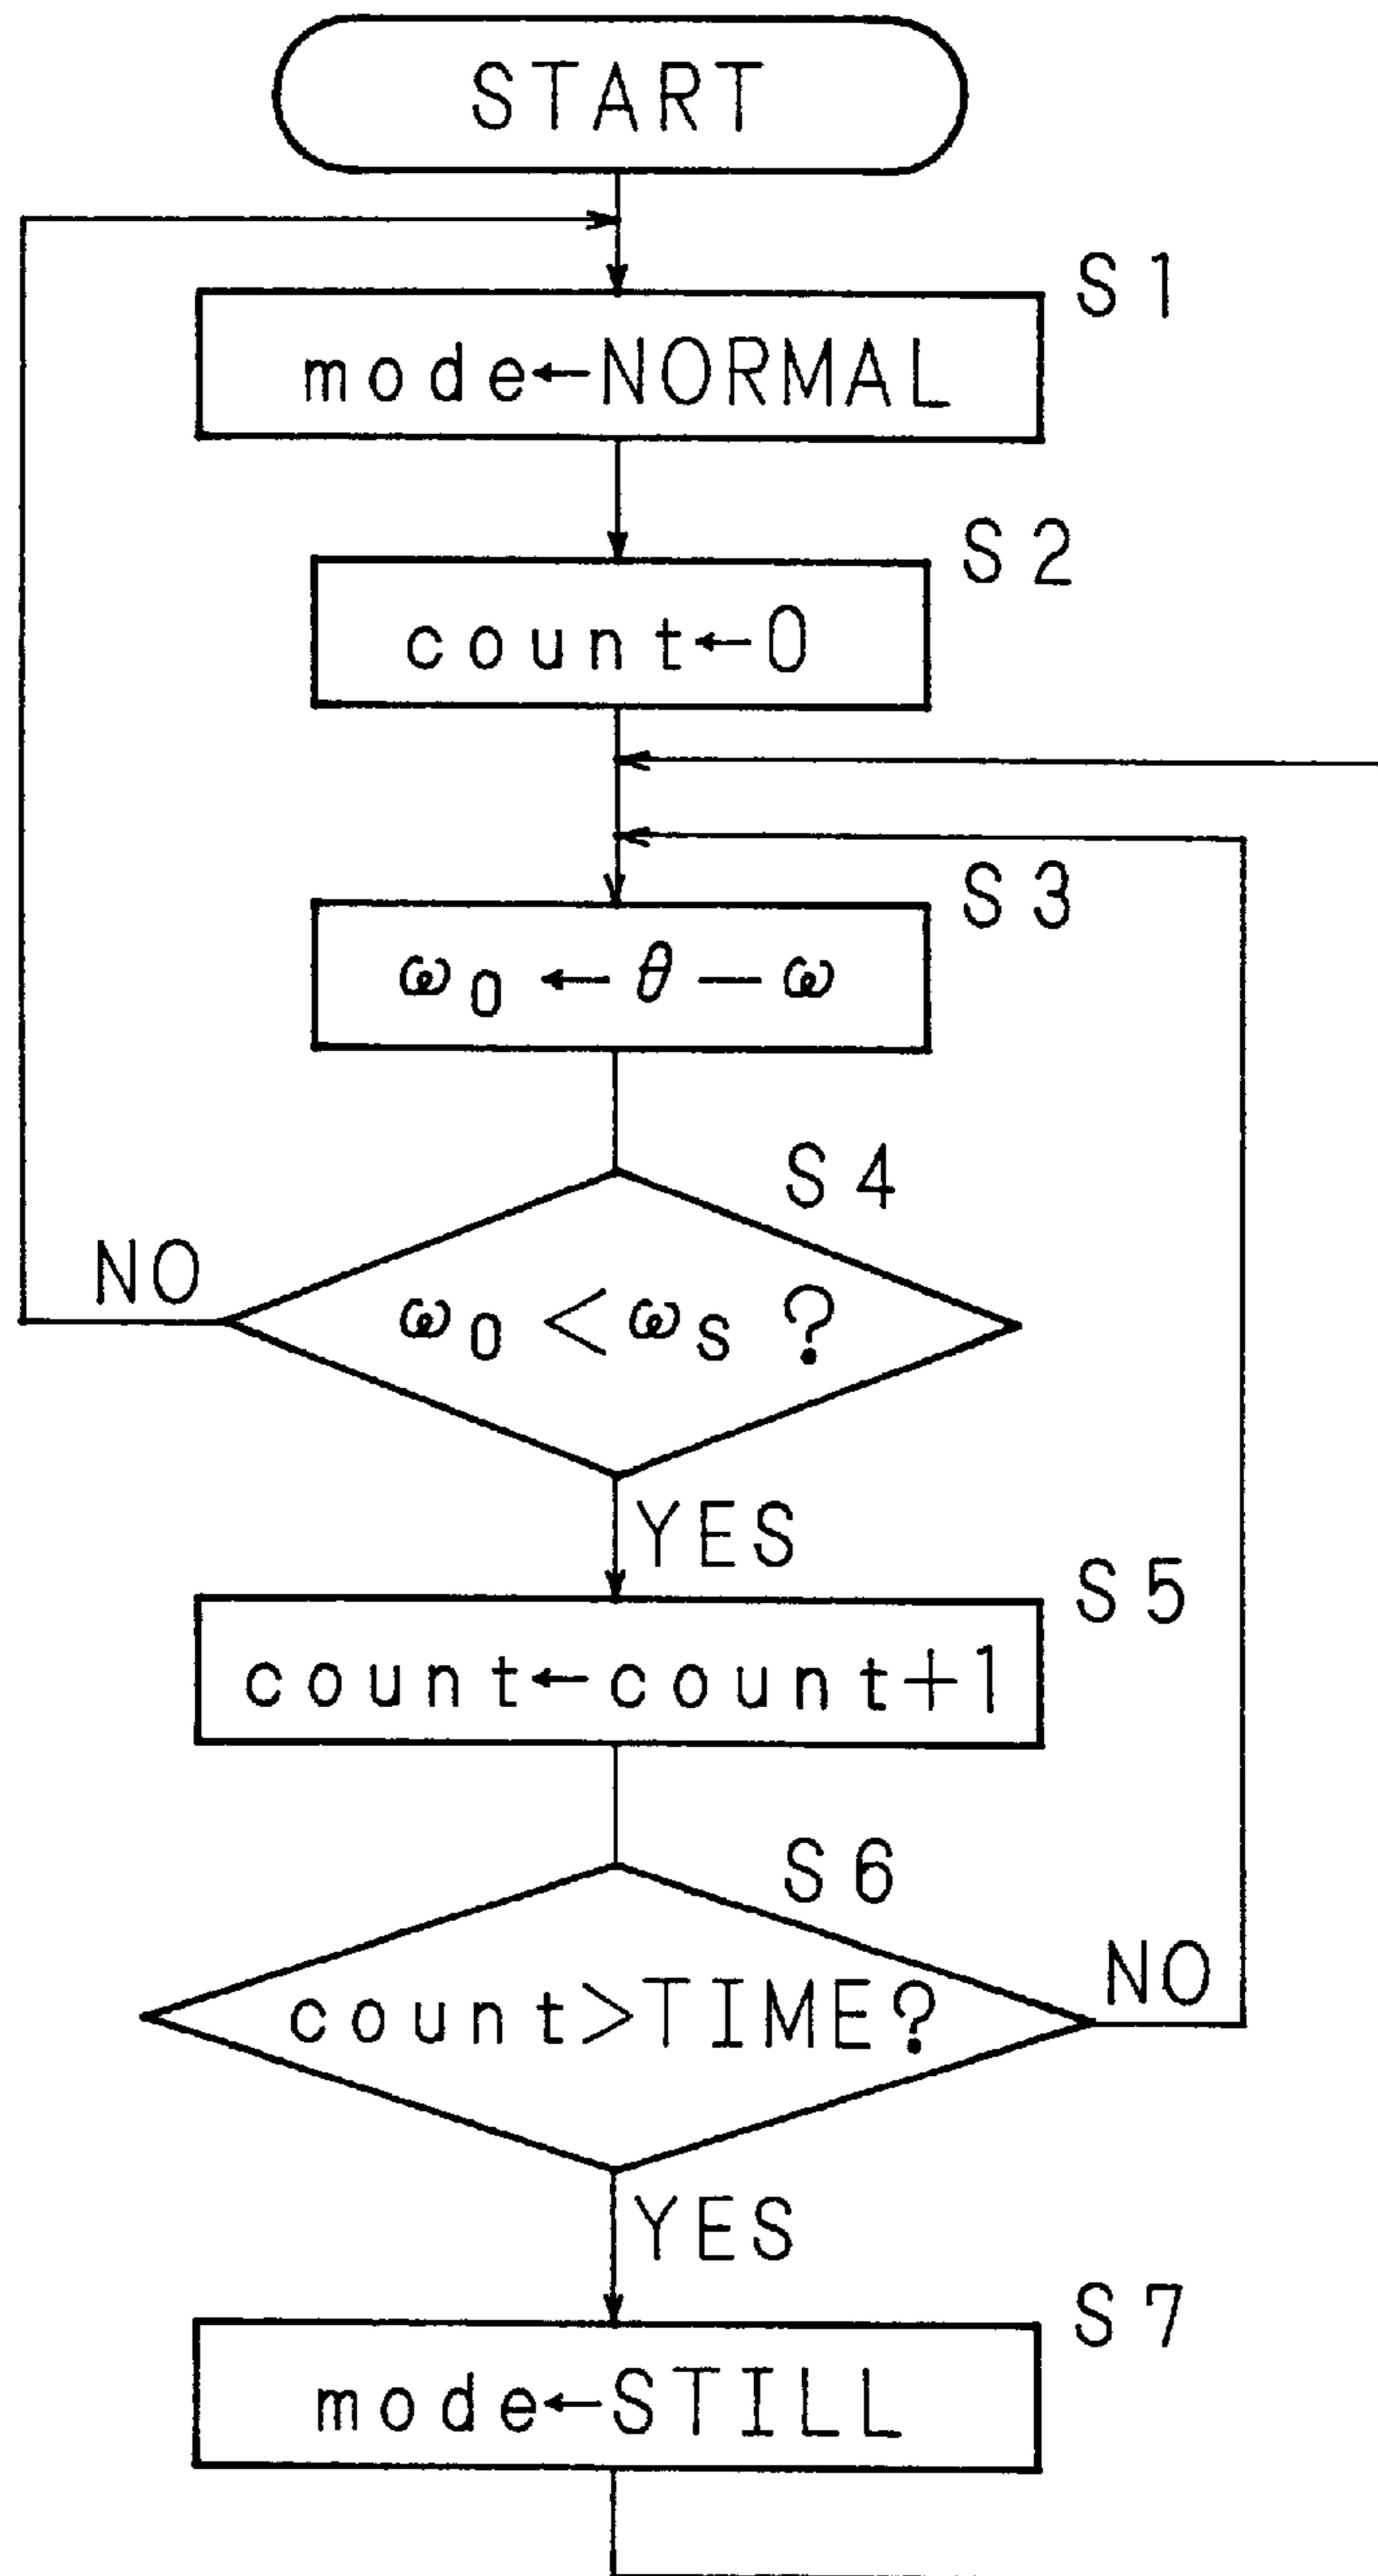 START
S1
mode←NORMAL
S2
count←0
S3
ω₀←θ−ω
S4
NO
ω₀<ωs?
YES
S5
count←count+1
S6
NO
count>TIME?
YES
S7
mode←STILL